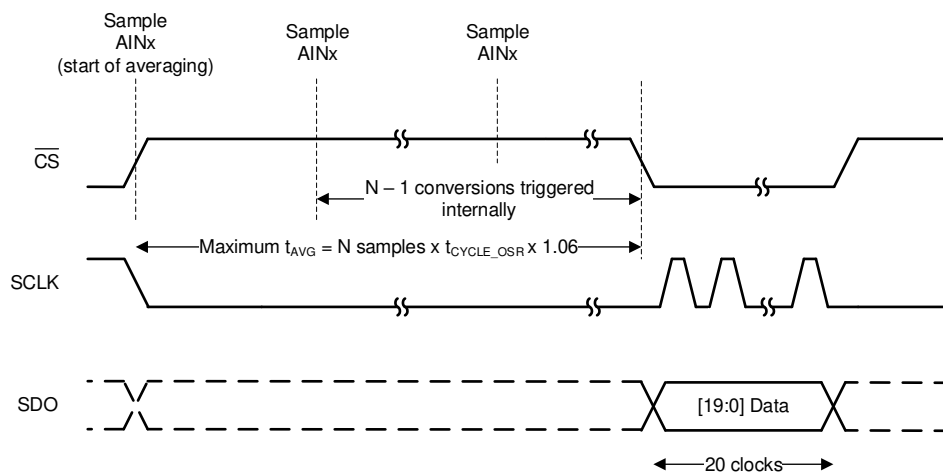 Sample
AINx
(start of averaging)
Sample
AINx
Sample
AINx
CS
N – 1 conversions triggered
internally
Maximum tAVG = N samples x tCYCLE_OSR x 1.06
SCLK
SDO
[19:0] Data
20 clocks